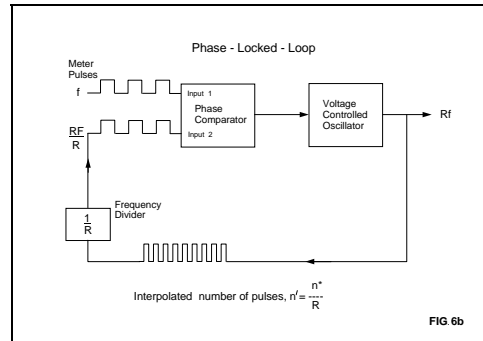 Phase - Locked - Loop
Meter
Pulses
f
Input 1
Phase
Comparator
Input 2
Voltage
Controlled
Oscillator
Rf
RF
R
Frequency
Divider
1
R
Interpolated number of pulses, n' = n*
----
R
FIG. 6b